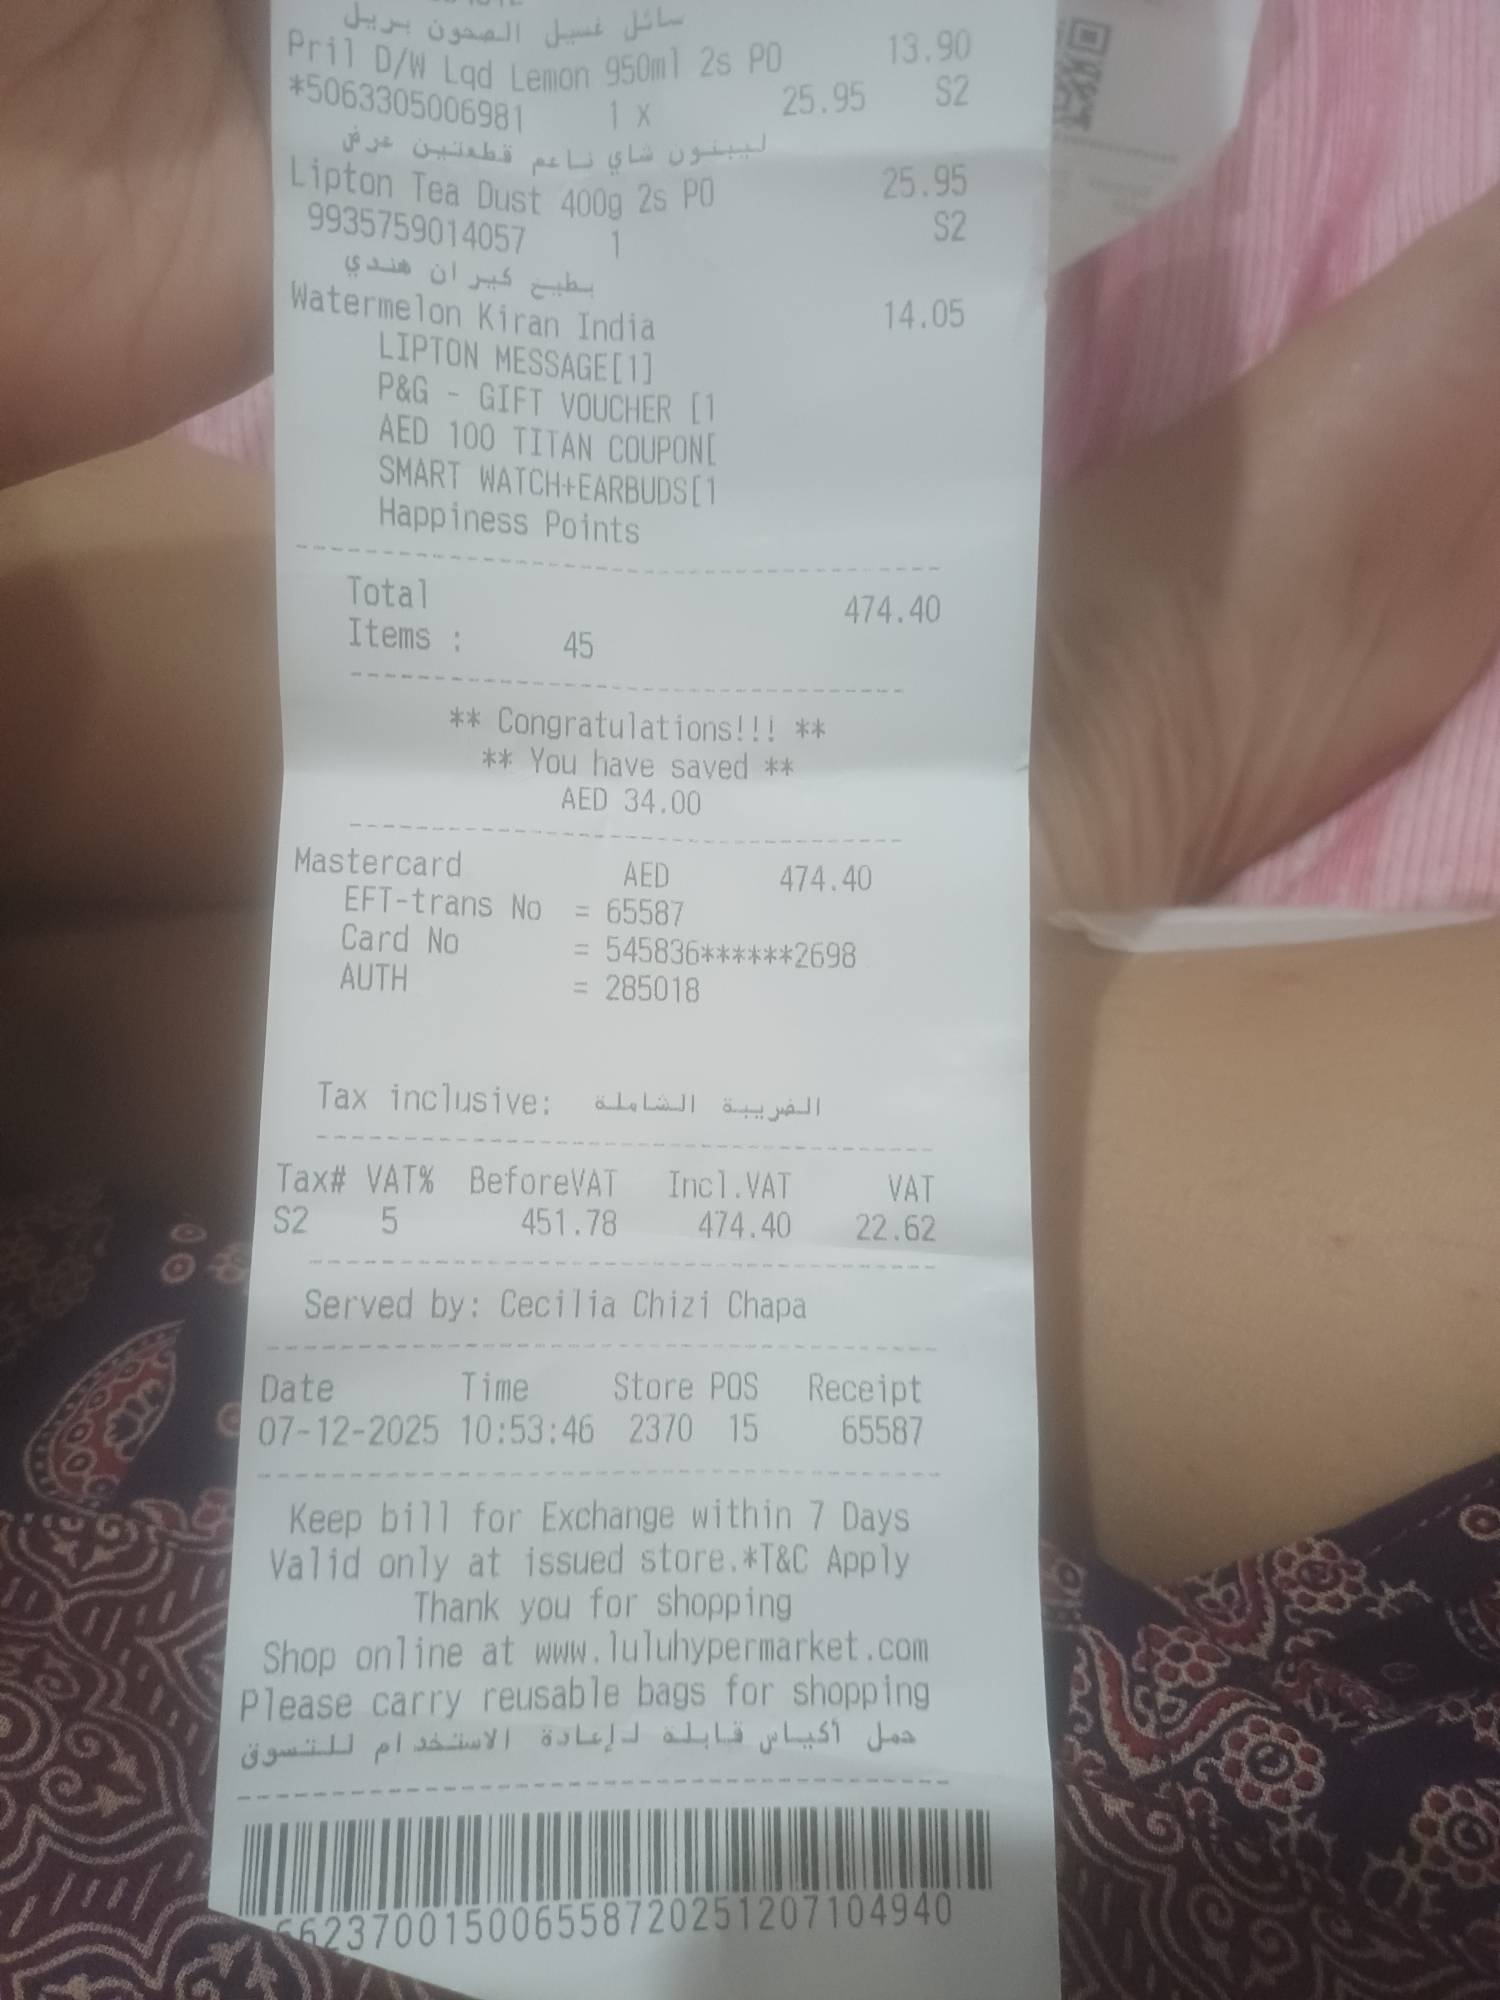 سائل غسيل الصحون بريل
Pril D/W Lqd Lemon 950ml 2s PO 13.90
*5063305006981 1 x 25.95 S2
ليبتون شاي ناعم قطعتين عرض
Lipton Tea Dust 400g 2s PO 25.95
9935759014057 1 S2
بطيخ كيران هندي
Watermelon Kiran India 14.05
LIPTON MESSAGE[1]
P&G - GIFT VOUCHER [1
AED 100 TITAN COUPON[
SMART WATCH+EARBUDS[1
Happiness Points
Total 474.40
Items : 45
** Congratulations!!! **
** You have saved **
AED 34.00
Mastercard AED 474.40
EFT-trans No = 65587
Card No = 545836******2698
AUTH = 285018
Tax inclusive: الضريبة الشاملة
Tax# VAT% BeforeVAT Incl.VAT VAT
S2 5 451.78 474.40 22.62
Served by: Cecilia Chizi Chapa
Date Time Store POS Receipt
07-12-2025 10:53:46 2370 15 65587
Keep bill for Exchange within 7 Days
Valid only at issued store.*T&C Apply
Thank you for shopping
Shop online at www.luluhypermarket.com
Please carry reusable bags for shopping
حمل أكياس قابلة لإعادة الاستخدام للتسوق
66237001500655872025120710​4940